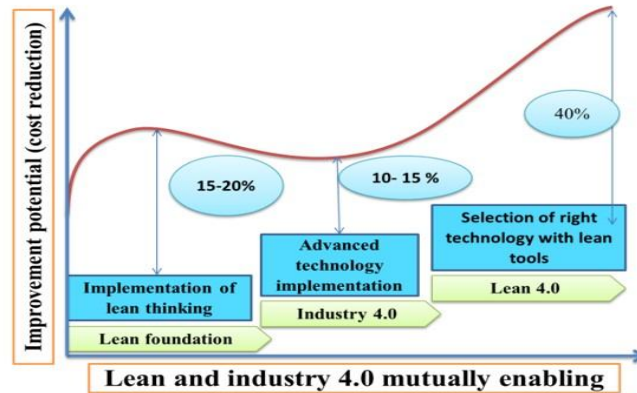 Improvement potential (cost reduction)
15-20%
10- 15 %
40%
Implementation of
lean thinking
Advanced
technology
implementation
Selection of right
technology with lean
tools
Lean foundation
Industry 4.0
Lean 4.0
Lean and industry 4.0 mutually enabling